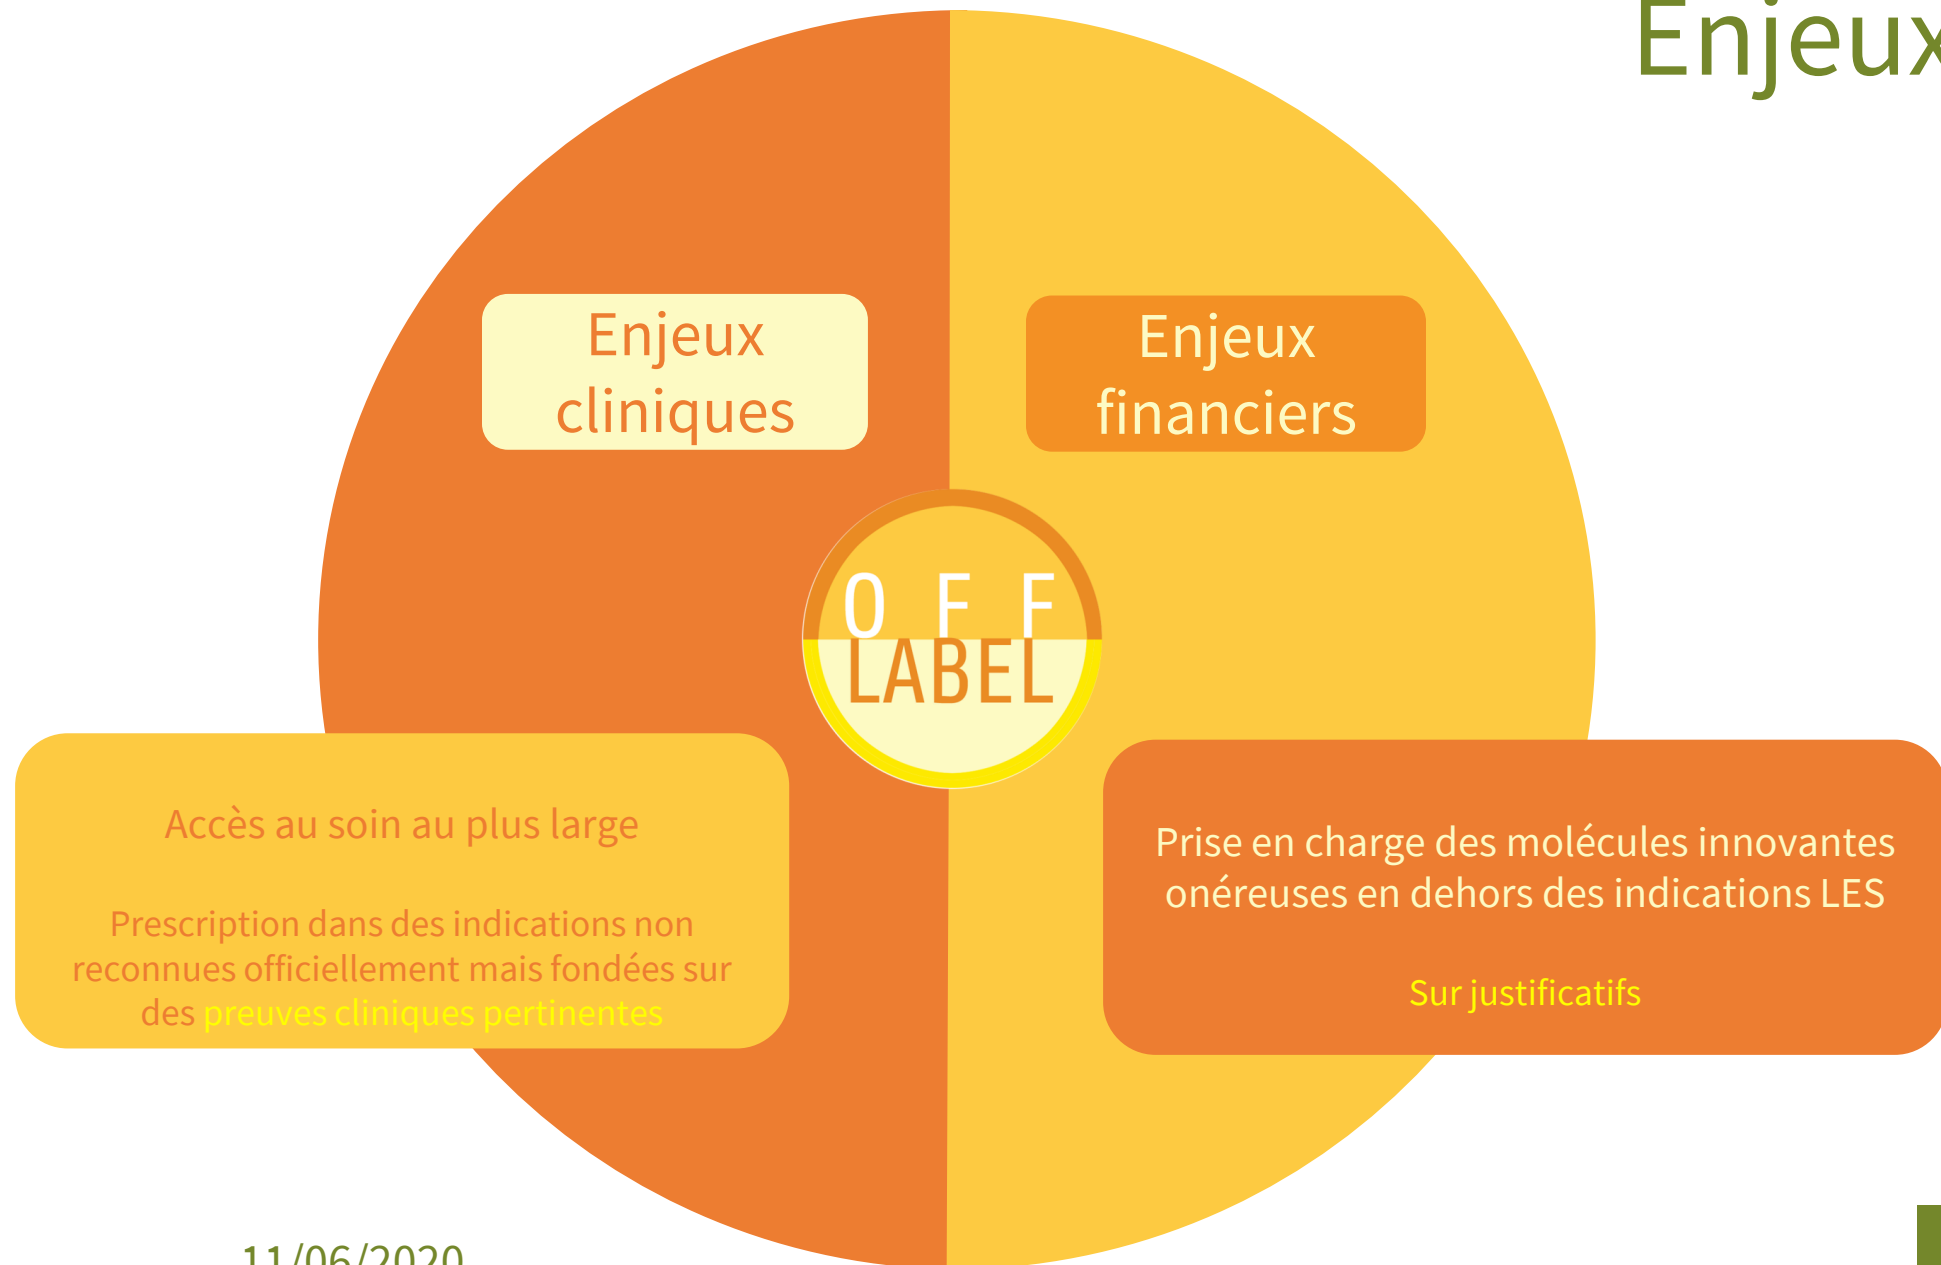 Enjeux
Enjeux
cliniques
Enjeux
financiers
O F F
LABEL
Accès au soin au plus large
Prescription dans des indications non
reconnues officiellement mais fondées sur
des preuves cliniques pertinentes
Prise en charge des molécules innovantes
onéreuses en dehors des indications LES
Sur justificatifs
11/06/2020